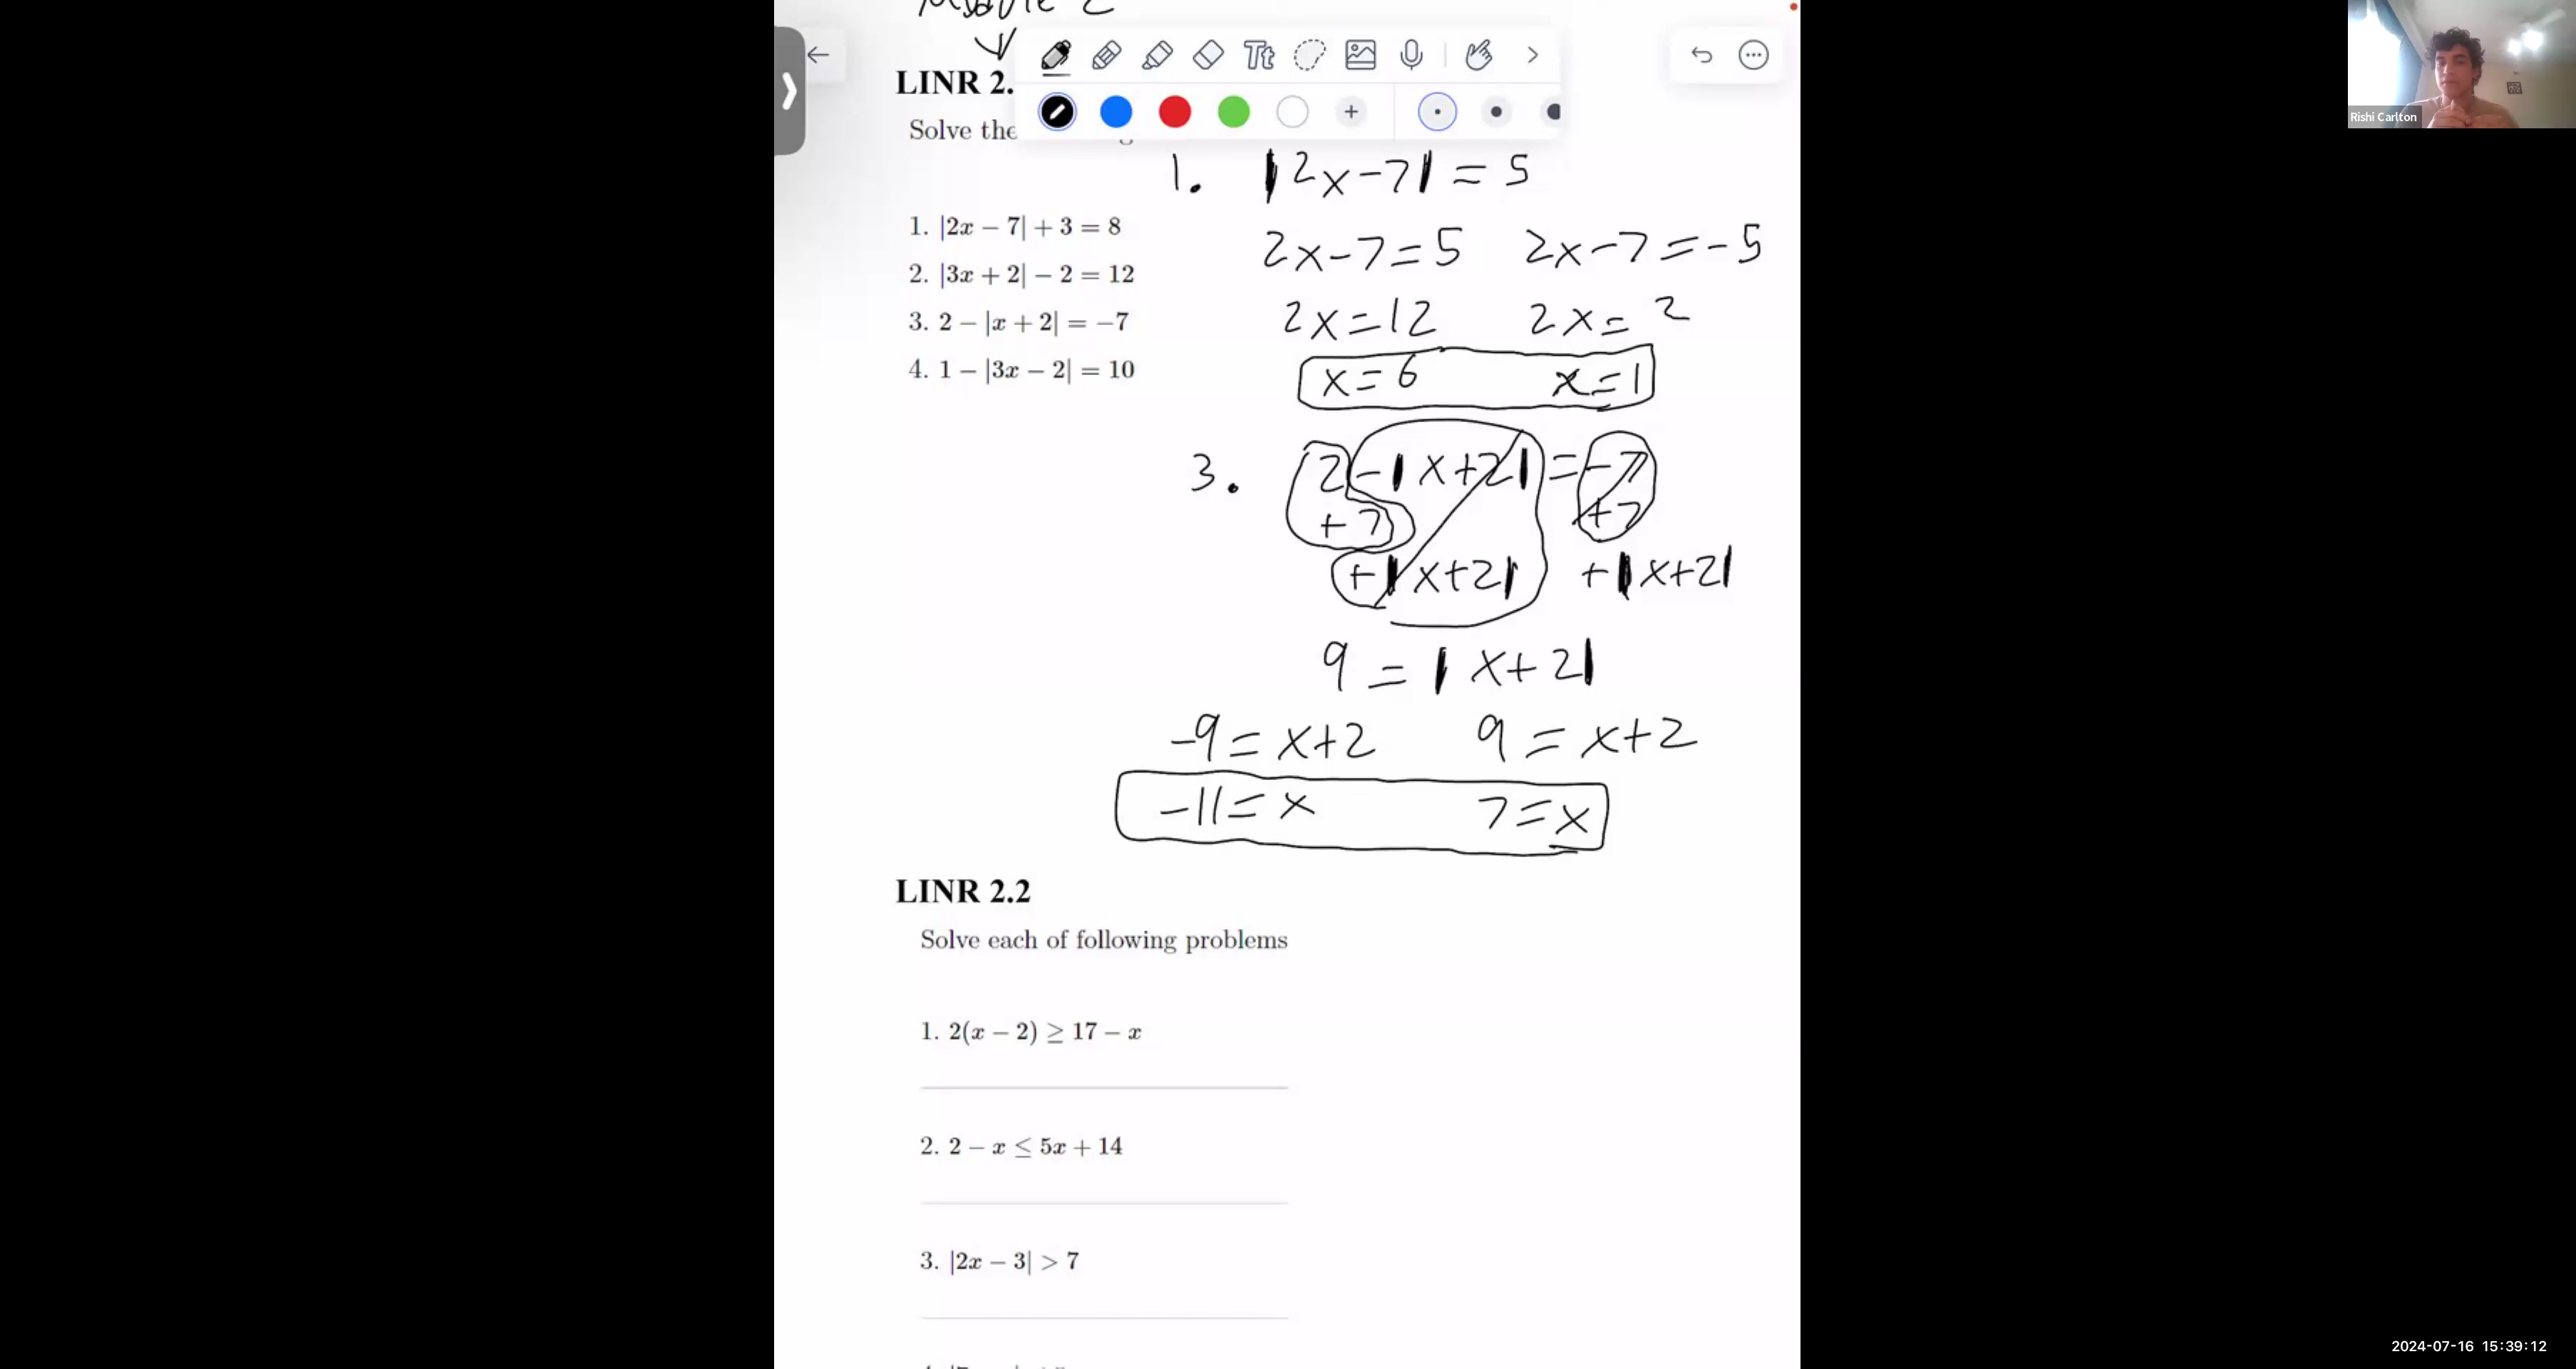 LINR 2.
Solve the
1. |2x − 7| + 3 = 8
2. |3x + 2| − 2 = 12
3. 2 − |x + 2| = −7
4. 1 − |3x − 2| = 10
1. |2x-7| = 5
2x-7=5 2x-7=-5
2x=12 2x=2
x=6 x=1
3. 2-|x+2|=-7
+7 +7
+|x+2| +|x+2|
9 = |x+2|
-9=x+2 9=x+2
-11=x 7=x
LINR 2.2
Solve each of following problems
1. 2(x − 2) ≥ 17 − x
2. 2 − x ≤ 5x + 14
3. |2x − 3| > 7
Tt
Rishi Carlton
2024-07-16 15:39:12